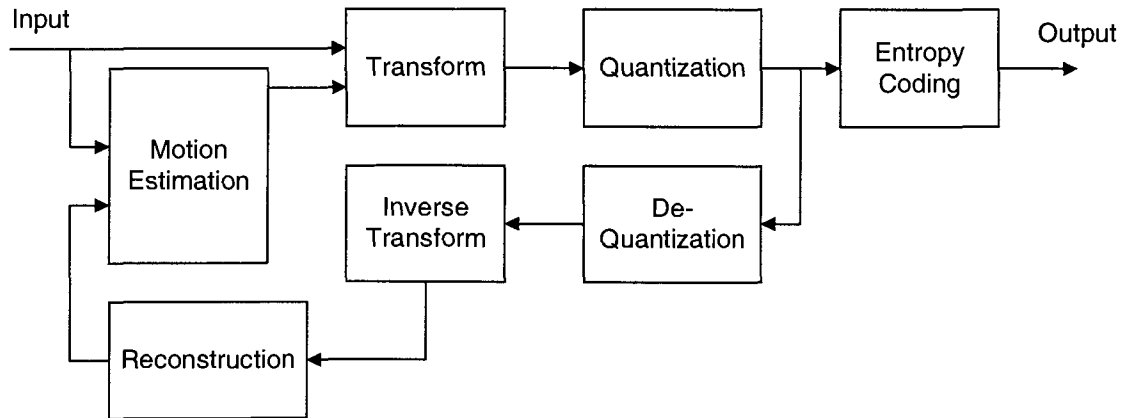 Input
Output
Transform
Quantization
Entropy
Coding
Motion
Estimation
Inverse
Transform
De-
Quantization
Reconstruction